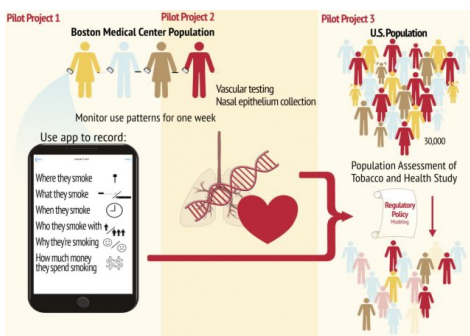 Pilot Project 1
Pilot Project 2
Pilot Project 3
Boston Medical Center Population
U.S. Population
Vascular testing
Nasal epithelium collection
Monitor use patterns for one week
30,000
Use app to record:
Where they smoke
What they smoke
When they smoke
Who they smoke with
Why they're smoking
How much money
they spend smoking
Population Assessment of
Tobacco and Health Study
Regulatory
Policy
Modeling